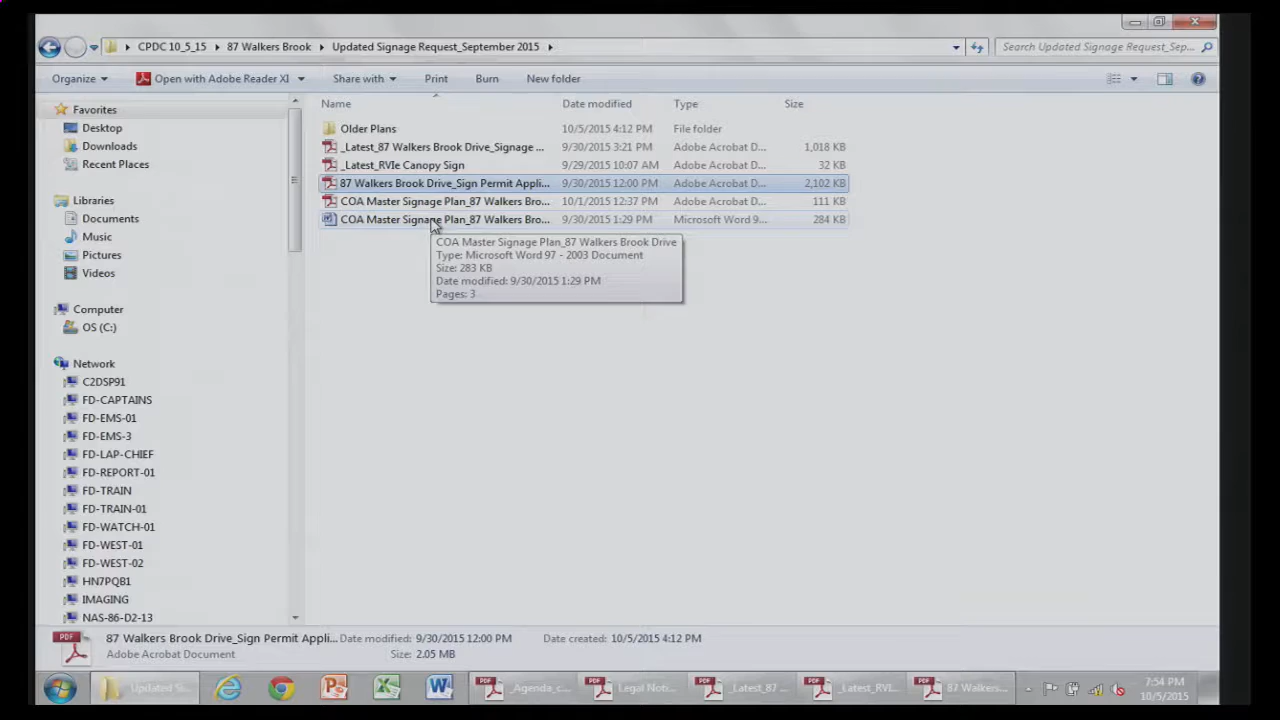 CPDC 10_5_15 87 Walkers Brook Updated Signage Request_September 2015 Search Updated Signage Request_Sep...
Organize Open with Adobe Reader XI Share with Print Burn New folder
Name Date modified Type Size
Favorites
Desktop
Downloads
Recent Places
Libraries
Documents
Music
Pictures
Videos
Computer
OS (C:)
Network
C2DSP91
FD-CAPTAINS
FD-EMS-01
FD-EMS-3
FD-LAP-CHIEF
FD-REPORT-01
FD-TRAIN
FD-TRAIN-01
FD-WATCH-01
FD-WEST-01
FD-WEST-02
HN7PQB1
IMAGING
NAS-86-D2-13
Older Plans 10/5/2015 4:12 PM File folder
_Latest_87 Walkers Brook Drive_Signage ... 9/30/2015 3:21 PM Adobe Acrobat D... 1,018 KB
_Latest_RVIe Canopy Sign 9/29/2015 10:07 AM Adobe Acrobat D... 32 KB
87 Walkers Brook Drive_Sign Permit Appli... 9/30/2015 12:00 PM Adobe Acrobat D... 2,102 KB
COA Master Signage Plan_87 Walkers Bro... 10/1/2015 12:37 PM Adobe Acrobat D... 111 KB
COA Master Signage Plan_87 Walkers Bro... 9/30/2015 1:29 PM Microsoft Word 9... 284 KB
COA Master Signage Plan_87 Walkers Brook Drive
Type: Microsoft Word 97 - 2003 Document
Size: 283 KB
Date modified: 9/30/2015 1:29 PM
Pages: 3
87 Walkers Brook Drive_Sign Permit Appli... Date modified: 9/30/2015 12:00 PM Date created: 10/5/2015 4:12 PM
Adobe Acrobat Document Size: 2.05 MB
PDF
Updated Si... _Agenda_c... Legal Noti... _Latest_87 ... _Latest_RVI... 87 Walkers...
7:54 PM
10/5/2015